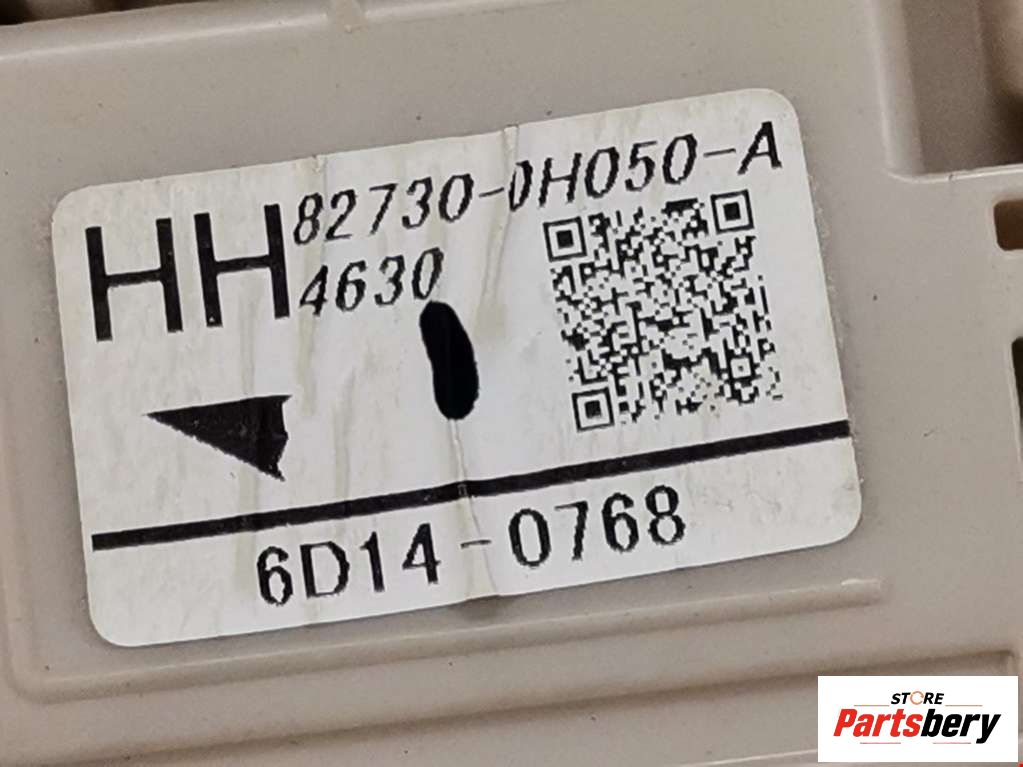 HH 82730-0H050-A
4630
6D14-0768
STORE
Partsbery